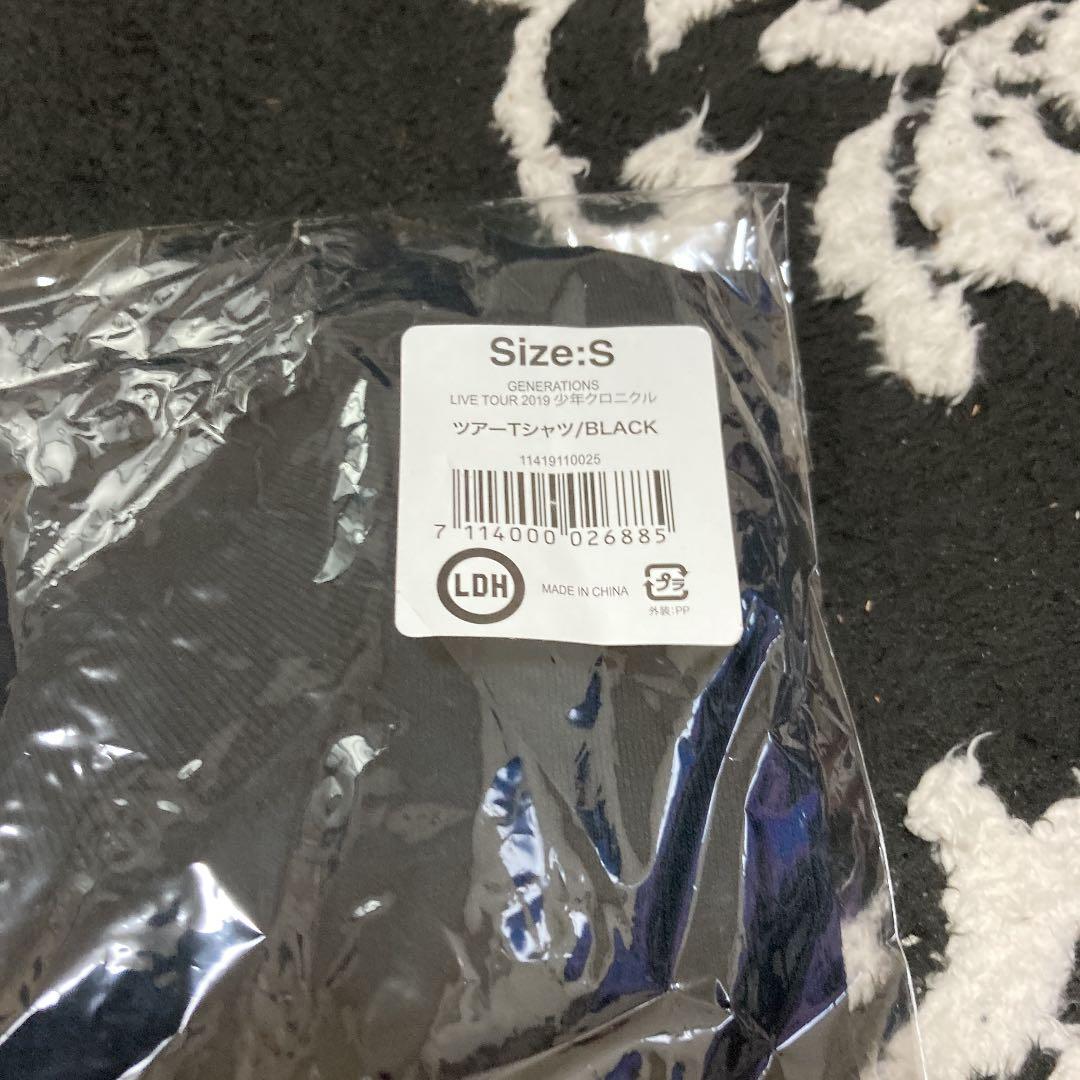 Size:S
GENERATIONS
LIVE TOUR 2019 少年クロニクル
ツアーTシャツ/BLACK
11419110025
7 114000 026885
LDH
MADE IN CHINA
プラ
外装:PP